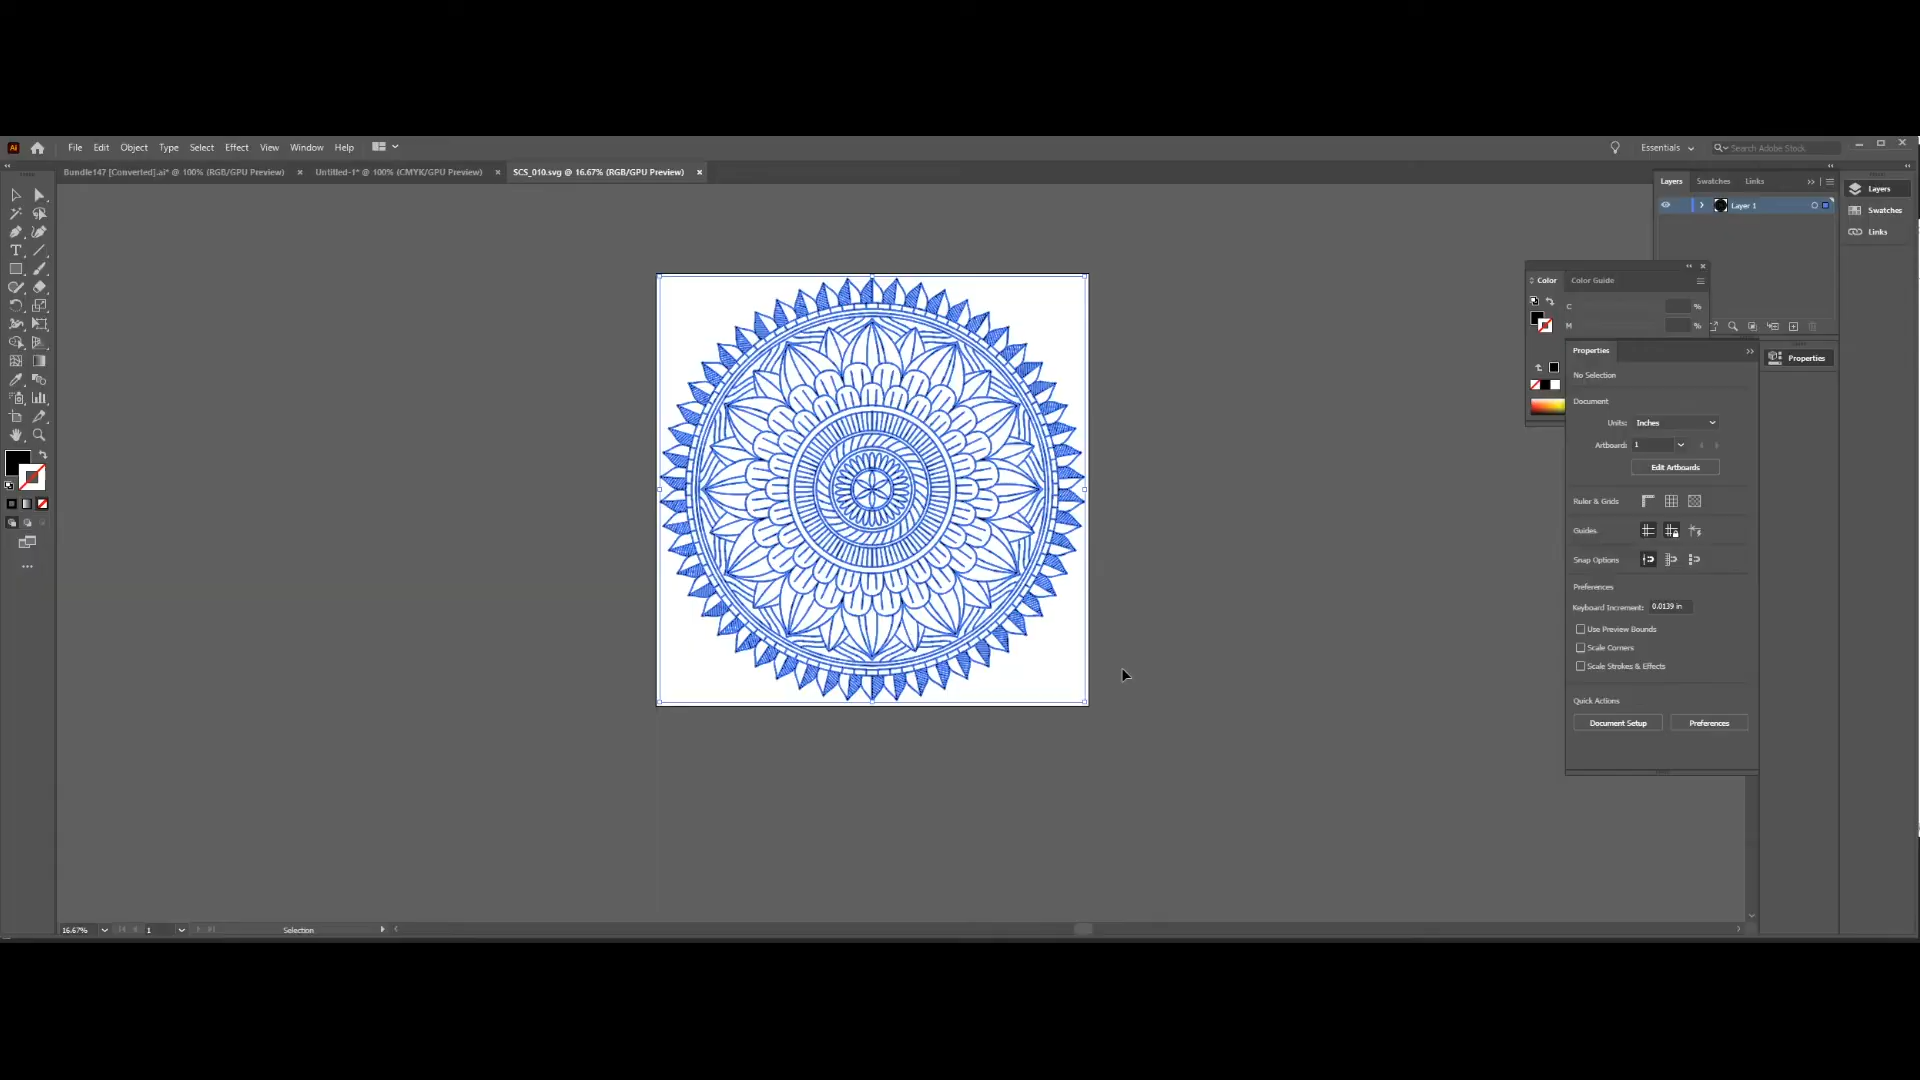 Ai File Edit Object Type Select Effect View Window Help Essentials Search Adobe Stock
Bundle147 [Converted].ai* @ 100% (RGB/GPU Preview) × Untitled-1* @ 100% (CMYK/GPU Preview) × SCS_010.svg @ 16.67% (RGB/GPU Preview) ×
Layers Swatches Links
Layers
Layer 1
Swatches
Links
Color Color Guide
C %
M %
Properties
Properties
No Selection
Document
Units: Inches
Artboard: 1
Edit Artboards
Ruler & Grids
Guides
Snap Options
Preferences
Keyboard Increment: 0.0139 in
Use Preview Bounds
Scale Corners
Scale Strokes & Effects
Quick Actions
Document Setup Preferences
16.67% 1 Selection